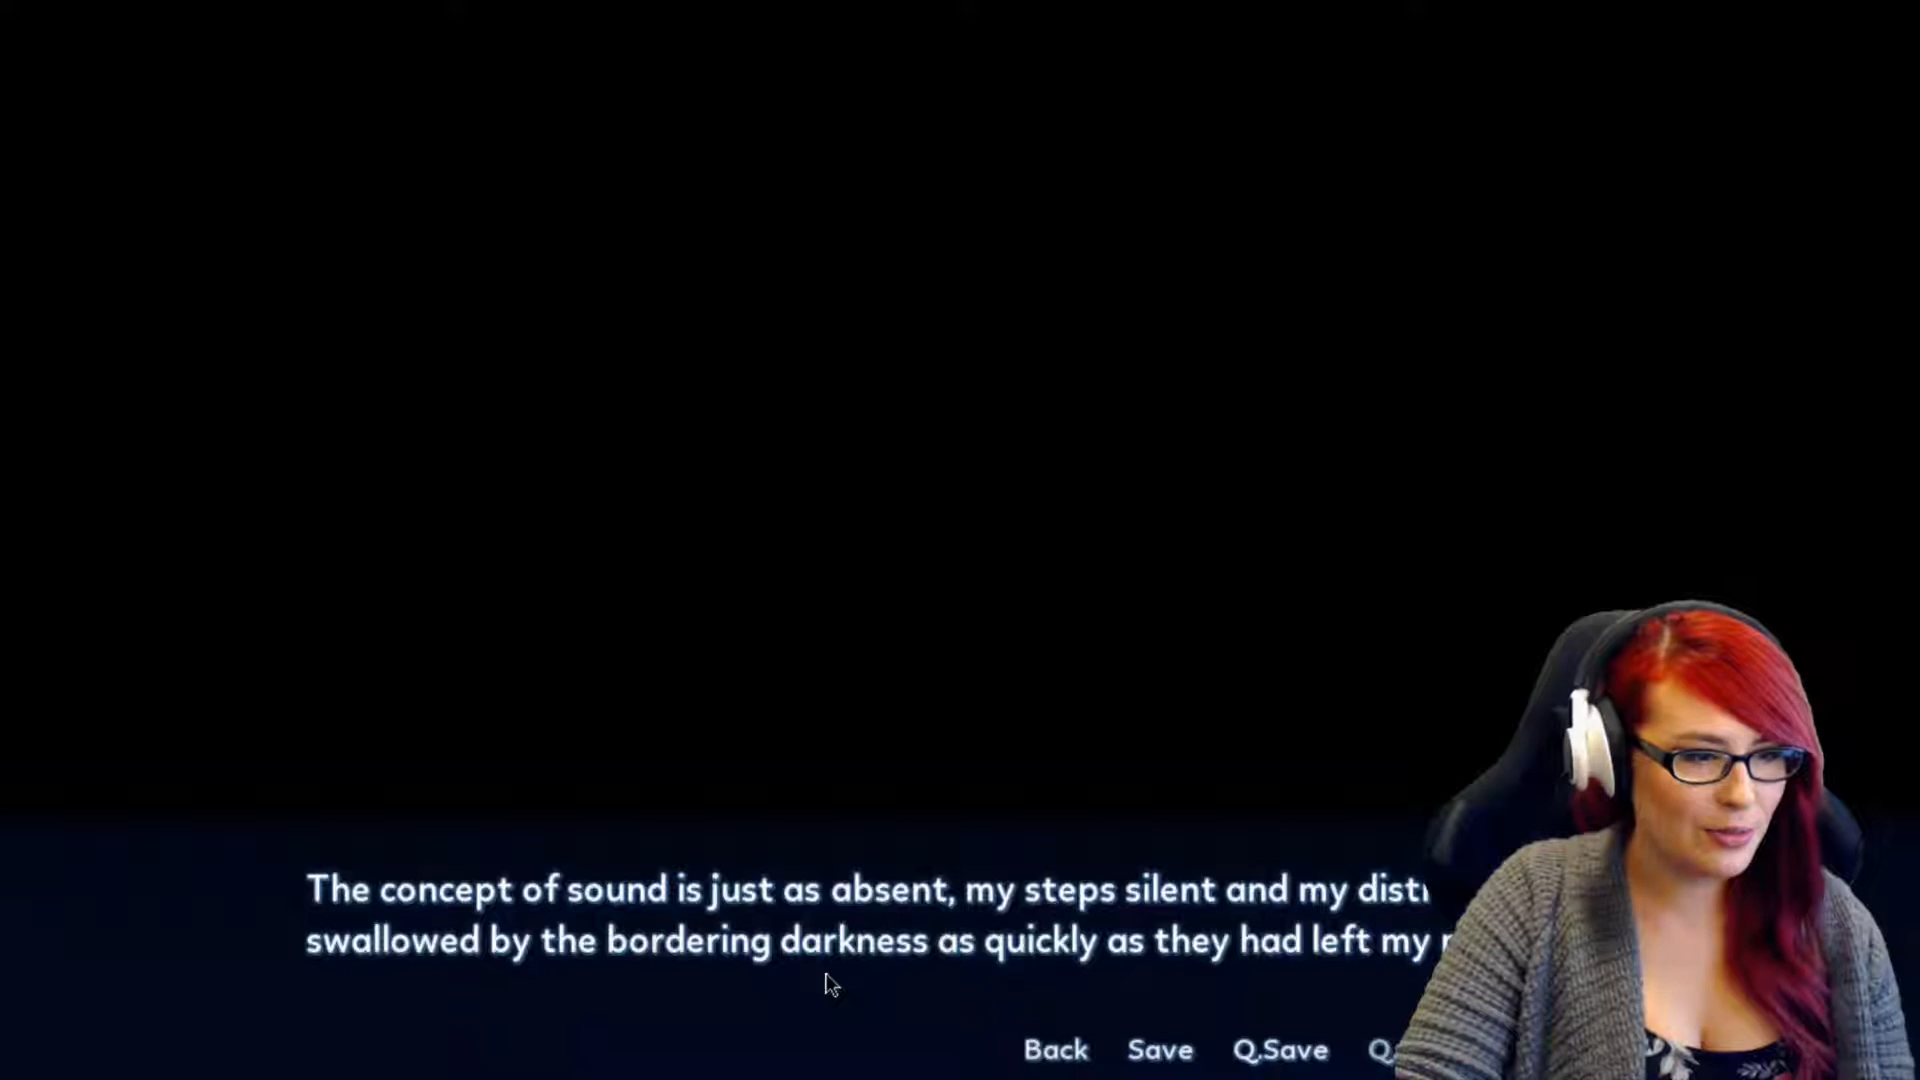 The concept of sound is just as absent, my steps silent and my
swallowed by the bordering darkness as quickly as they had left my
Back Save Q.Save